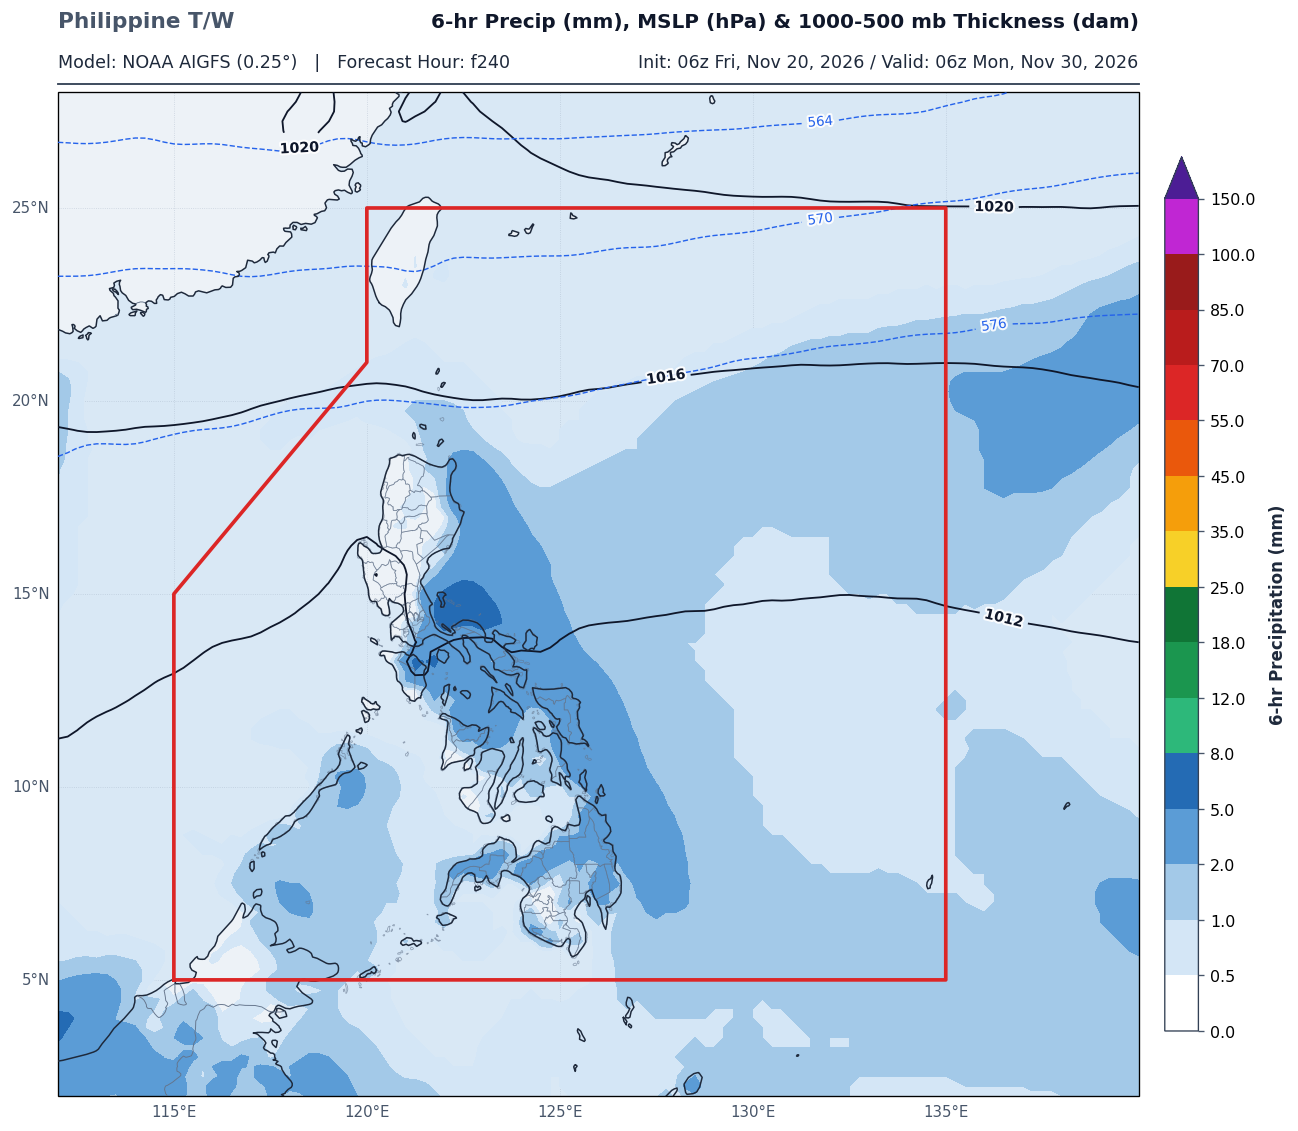 Philippine T/W
6-hr Precip (mm), MSLP (hPa) & 1000-500 mb Thickness (dam)
Model: NOAA AIGFS (0.25°) | Forecast Hour: f240
Init: 06z Fri, Nov 20, 2026 / Valid: 06z Mon, Nov 30, 2026
564
1020
25°N
1020
570
576
1016
20°N
15°N
1012
10°N
5°N
115°E
120°E
125°E
130°E
135°E
150.0
100.0
85.0
70.0
55.0
45.0
35.0
25.0
18.0
12.0
8.0
5.0
2.0
1.0
0.5
0.0
6-hr Precipitation (mm)